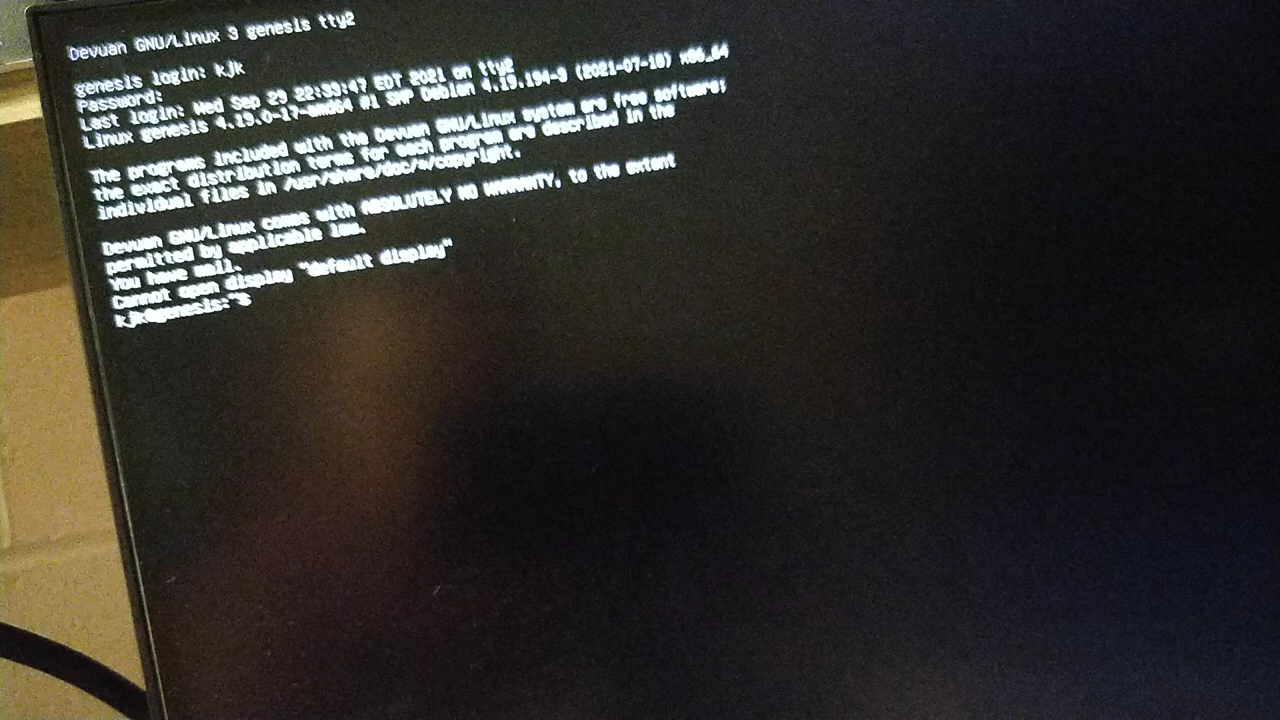 Devuan GNU/Linux 3 genesis tty2
genesis login: kjk
Password:
Last login: Wed Sep 29 22:39:47 EDT 2021 on tty2
Linux genesis 4.19.0-17-amd64 #1 SMP Debian 4.19.194-3 (2021-07-18) x86_64
The programs included with the Devuan GNU/Linux system are free software;
the exact distribution terms for each program are described in the
individual files in /usr/share/doc/*/copyright.
Devuan GNU/Linux comes with ABSOLUTELY NO WARRANTY, to the extent
permitted by applicable law.
You have mail.
Cannot open display "default display"
kjk@genesis:~$